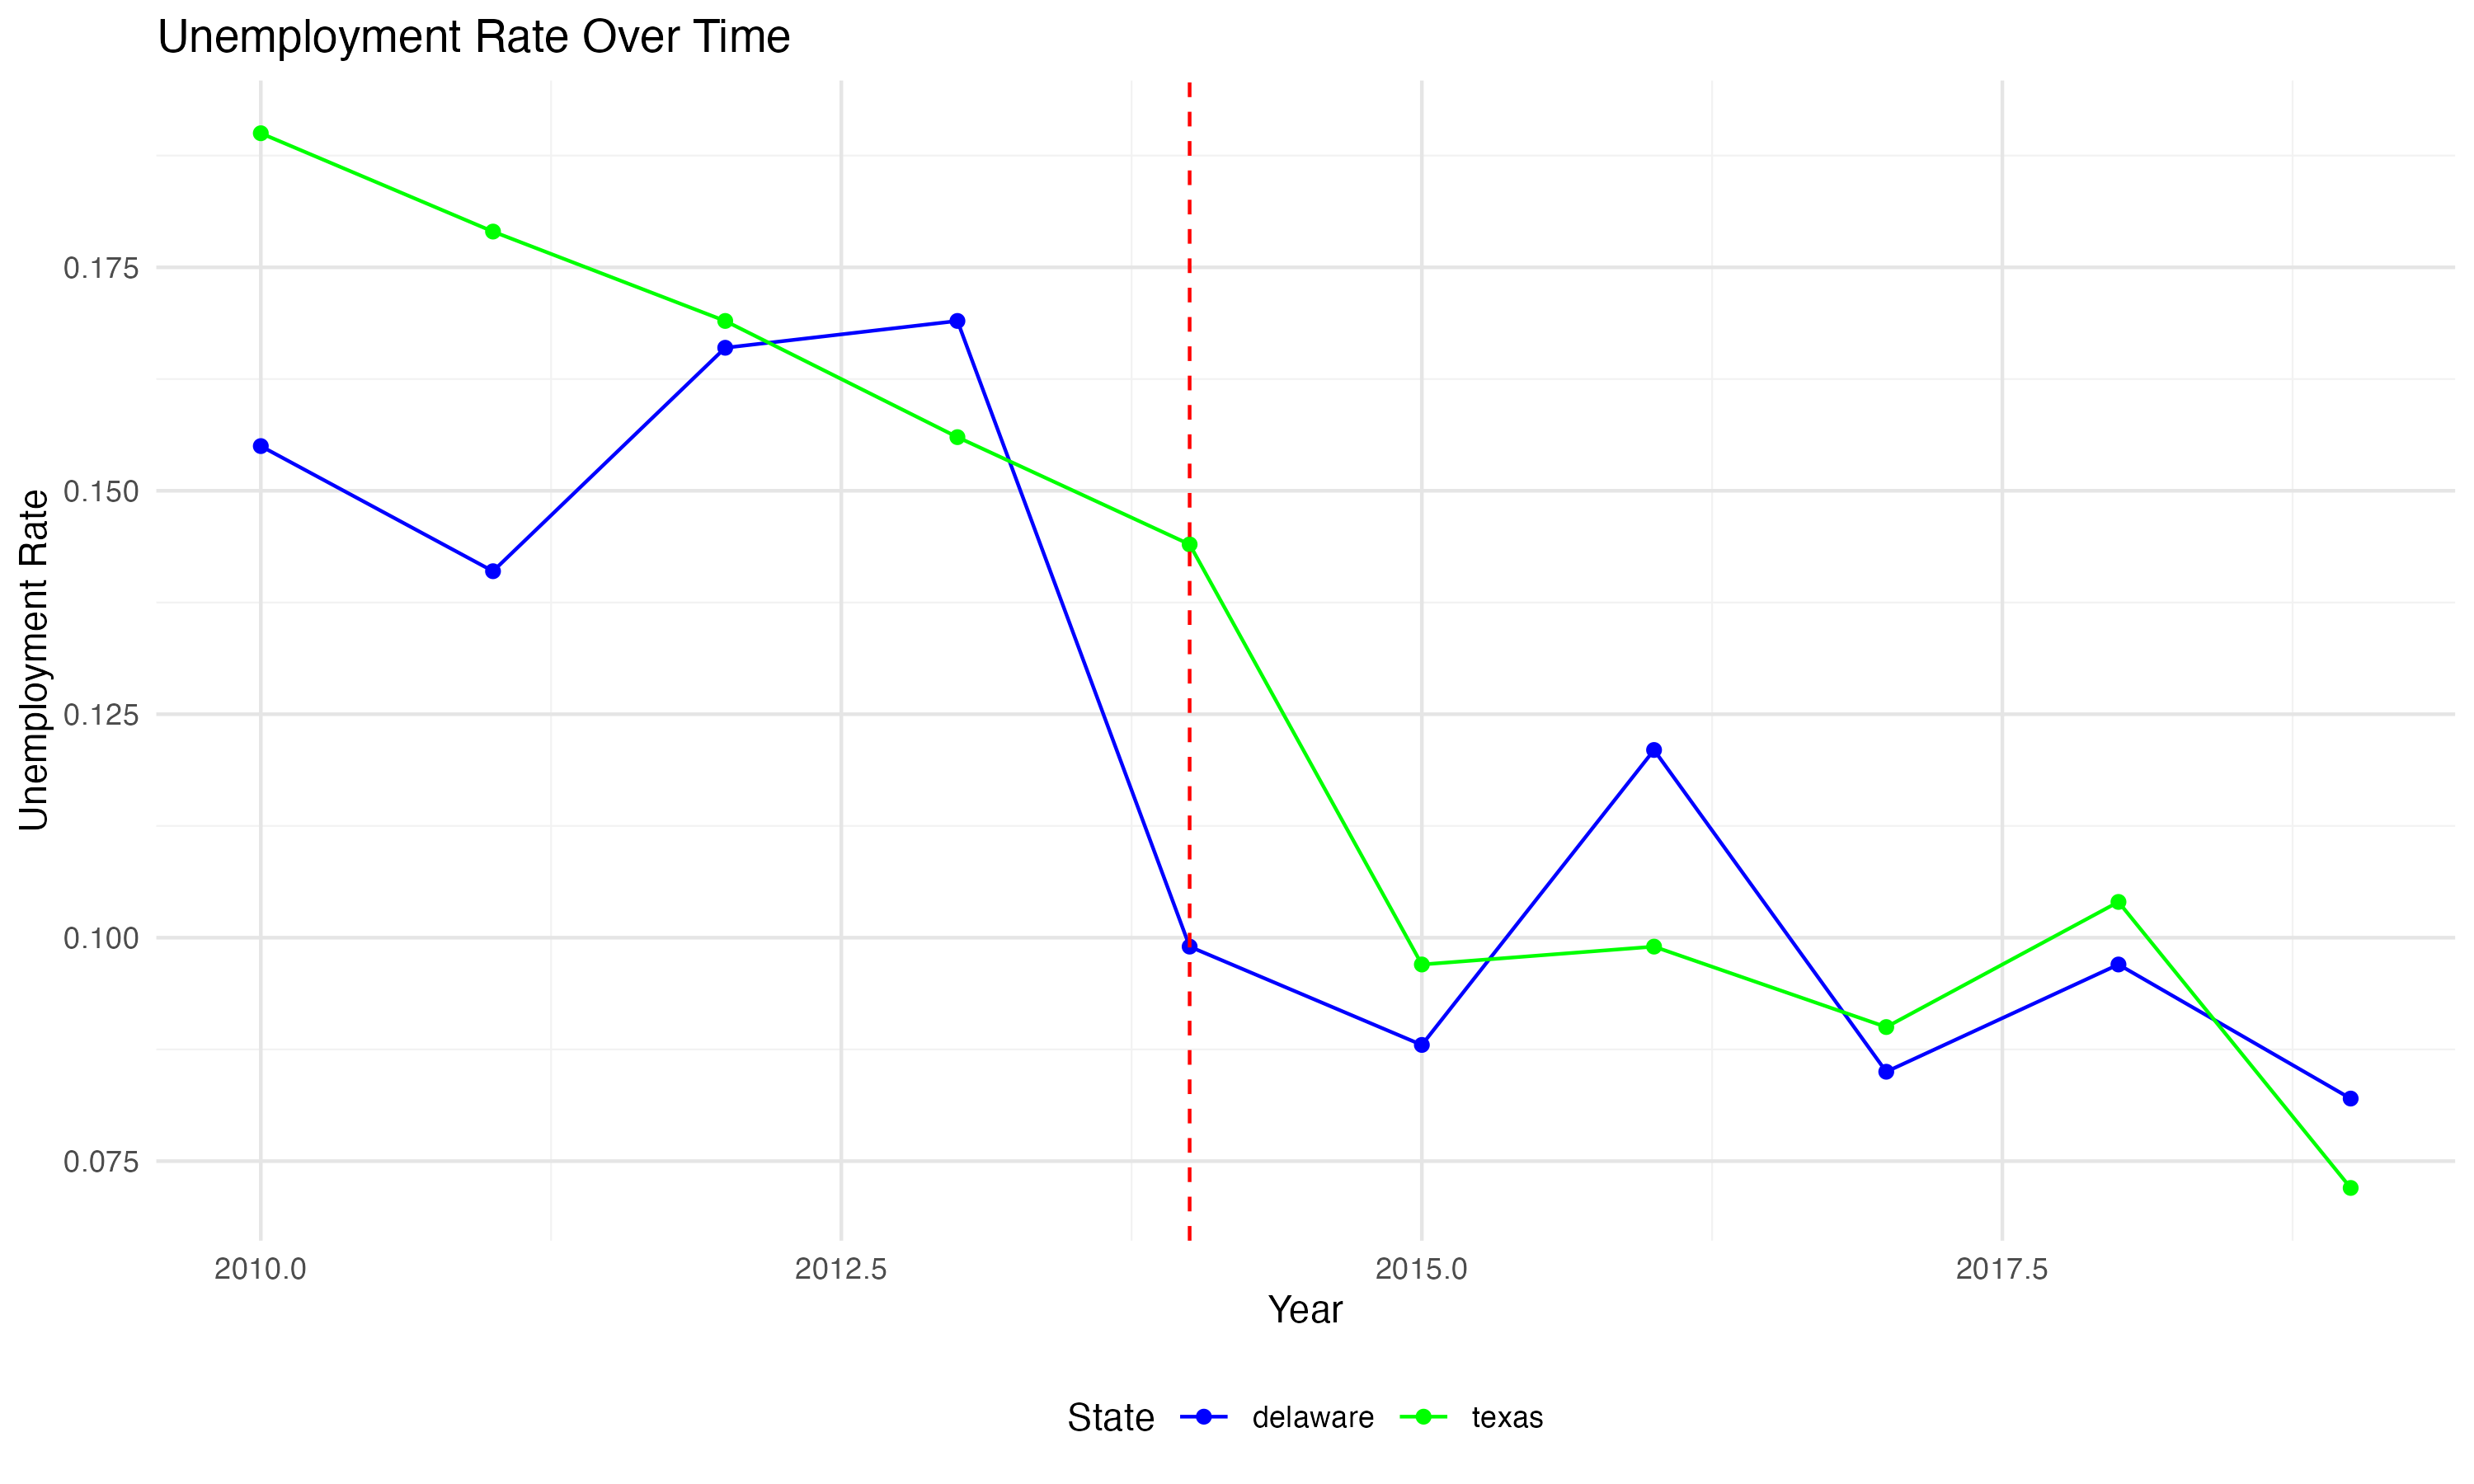 Unemployment Rate Over Time
Unemployment Rate
0.175
0.150
0.125
0.100
0.075
2010.0 2012.5 2015.0 2017.5
Year
State delaware texas